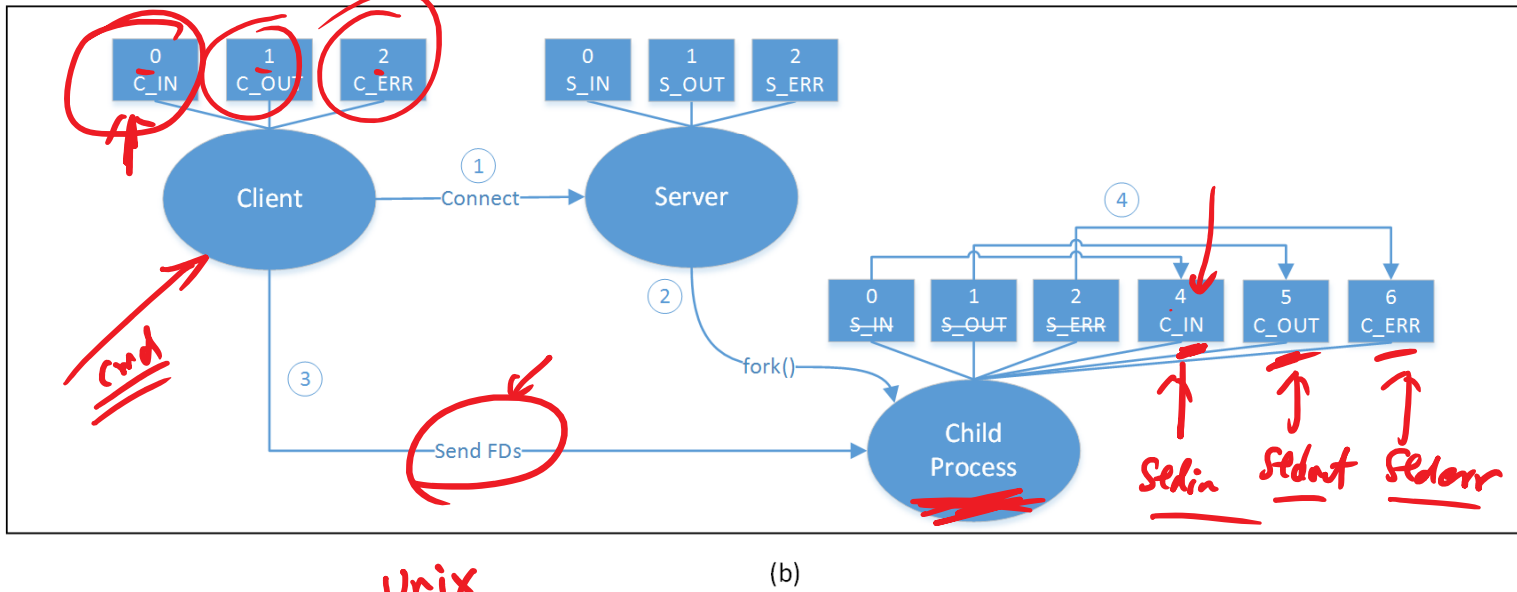 0 1 2 0 1 2
C_IN C_OUT C_ERR S_IN S_OUT S_ERR
1
Client Connect Server
4
2
0 1 2 4 5 6
S_IN S_OUT S_ERR C_IN C_OUT C_ERR
cmd
3 fork()
Send FDs
Child
Process
stdin stdout stderr
(b)
Unix